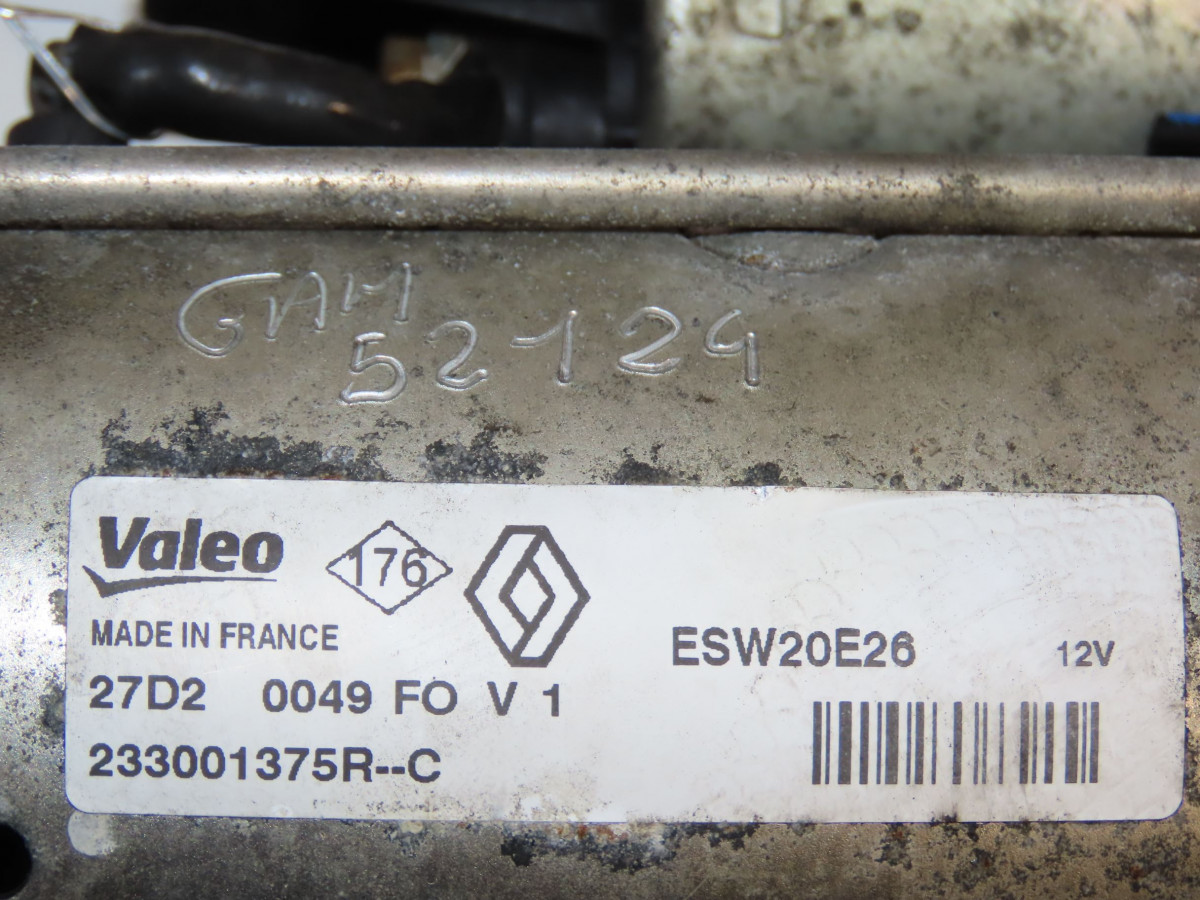 GAM
52129
Valeo
176
MADE IN FRANCE
ESW20E26
12V
27D2 0049 FO V 1
233001375R--C